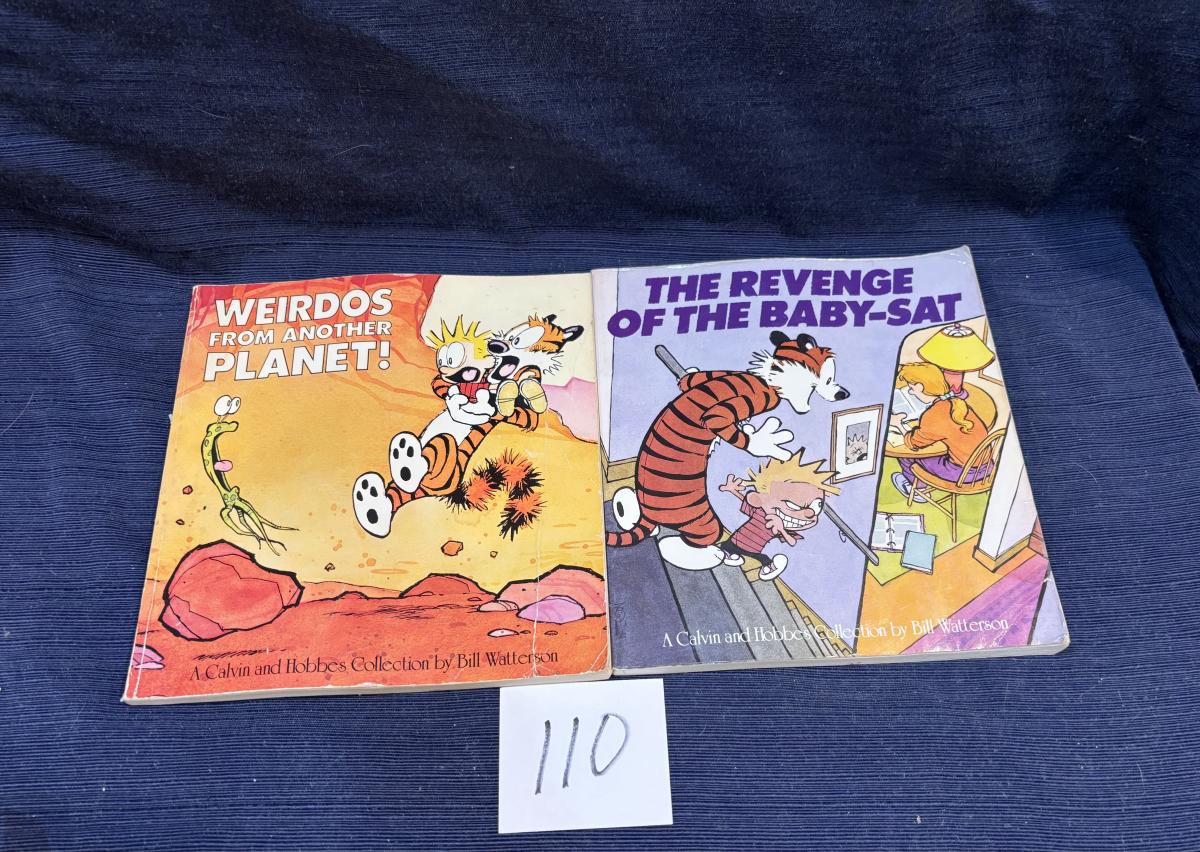 WEIRDOS
FROM ANOTHER
PLANET!
A Calvin and Hobbes Collection by Bill Watterson
THE REVENGE
OF THE BABY-SAT
A Calvin and Hobbes Collection by Bill Watterson
110